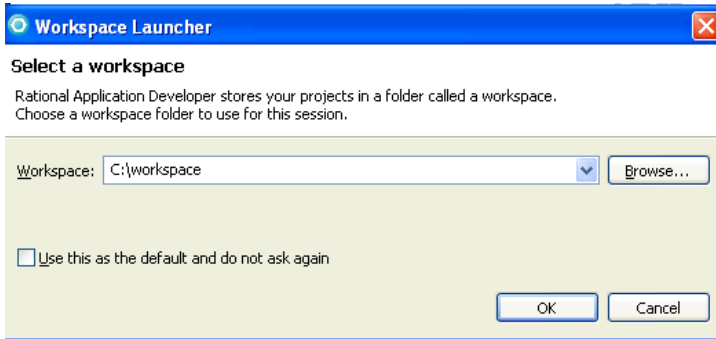 Workspace Launcher
Select a workspace
Rational Application Developer stores your projects in a folder called a workspace.
Choose a workspace folder to use for this session.
Workspace: C:\workspace Browse...
Use this as the default and do not ask again
OK Cancel